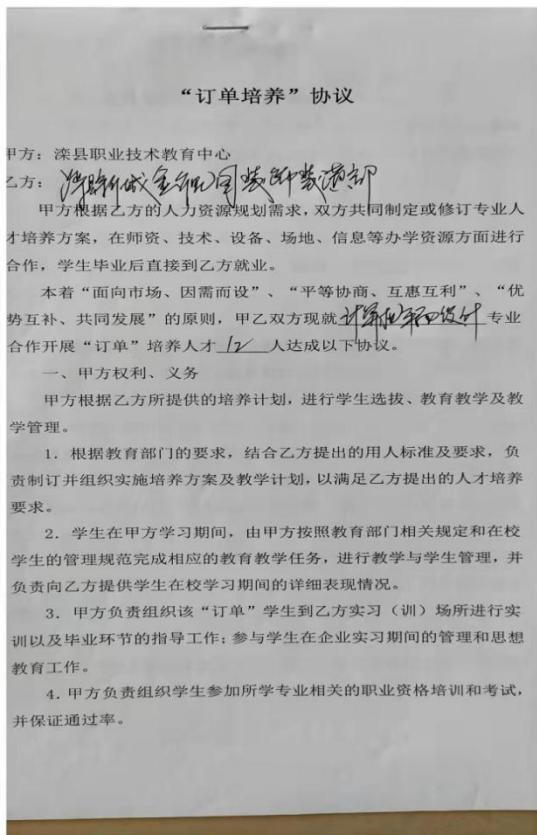 “订单培养”协议
甲方：滦县职业技术教育中心
乙方：
甲方根据乙方的人力资源规划需求，双方共同制定或修订专业人
才培养方案，在师资、技术、设备、场地、信息等办学资源方面进行
合作，学生毕业后直接到乙方就业。
本着“面向市场、因需而设”、“平等协商、互惠互利”、“优
势互补、共同发展”的原则，甲乙双方现就计算机平面设计专业
合作开展“订单”培养人才 12 人达成以下协议。
一、甲方权利、义务
甲方根据乙方所提供的培养计划，进行学生选拔、教育教学及教
学管理。
1．根据教育部门的要求，结合乙方提出的用人标准及要求，负
责制订并组织实施培养方案及教学计划，以满足乙方提出的人才培养
要求。
2．学生在甲方学习期间，由甲方按照教育部门相关规定和在校
学生的管理规范完成相应的教育教学任务，进行教学与学生管理，并
负责向乙方提供学生在校学习期间的详细表现情况。
3．甲方负责组织该“订单”学生到乙方实习（训）场所进行实
训以及毕业环节的指导工作；参与学生在企业实习期间的管理和思想
教育工作。
4．甲方负责组织学生参加所学专业相关的职业资格培训和考试，
并保证通过率。